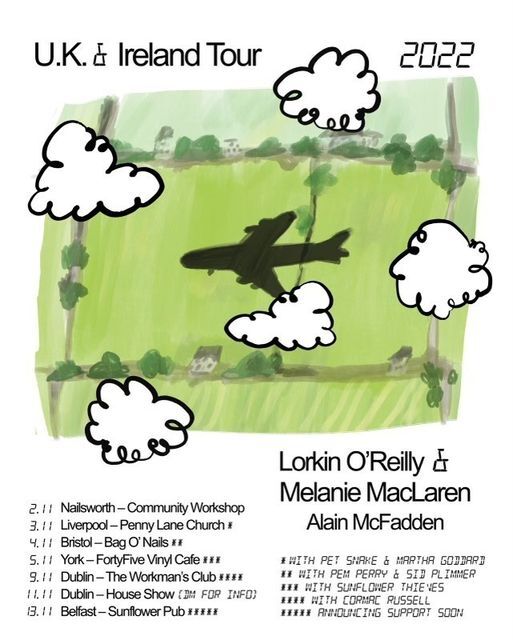 U.K. & Ireland Tour 2022
Lorkin O'Reilly &
Melanie MacLaren
Alain McFadden
2.11 Nailsworth – Community Workshop
3.11 Liverpool – Penny Lane Church *
4.11 Bristol – Bag O' Nails **
5.11 York – FortyFive Vinyl Cafe ***
9.11 Dublin – The Workman's Club ****
11.11 Dublin – House Show (DM FOR INFO)
13.11 Belfast – Sunflower Pub *****
* WITH PET SNAKE & MARTHA GODDARD
** WITH PEM PERRY & SID PLIMMER
*** WITH SUNFLOWER THIEVES
**** WITH CORMAC RUSSELL
***** ANNOUNCING SUPPORT SOON